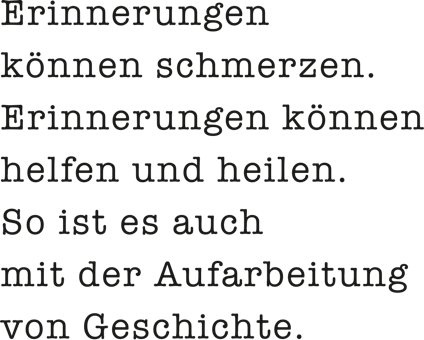 Erinnerungen
können schmerzen.
Erinnerungen können
helfen und heilen.
So ist es auch
mit der Aufarbeitung
von Geschichte.